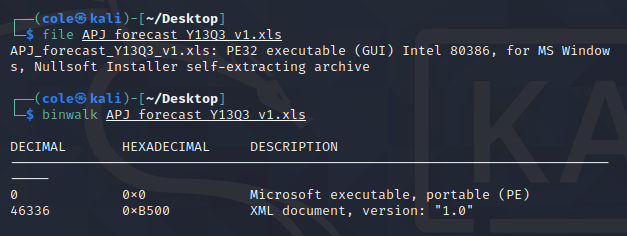 ┌──(cole㉿kali)-[~/Desktop]
└─$ file APJ_forecast_Y13Q3_v1.xls
APJ_forecast_Y13Q3_v1.xls: PE32 executable (GUI) Intel 80386, for MS Window
s, Nullsoft Installer self-extracting archive
┌──(cole㉿kali)-[~/Desktop]
└─$ binwalk APJ_forecast_Y13Q3_v1.xls
DECIMAL HEXADECIMAL DESCRIPTION
--------------------------------------------------------------------------------
0 0x0 Microsoft executable, portable (PE)
46336 0xB500 XML document, version: "1.0"
KA